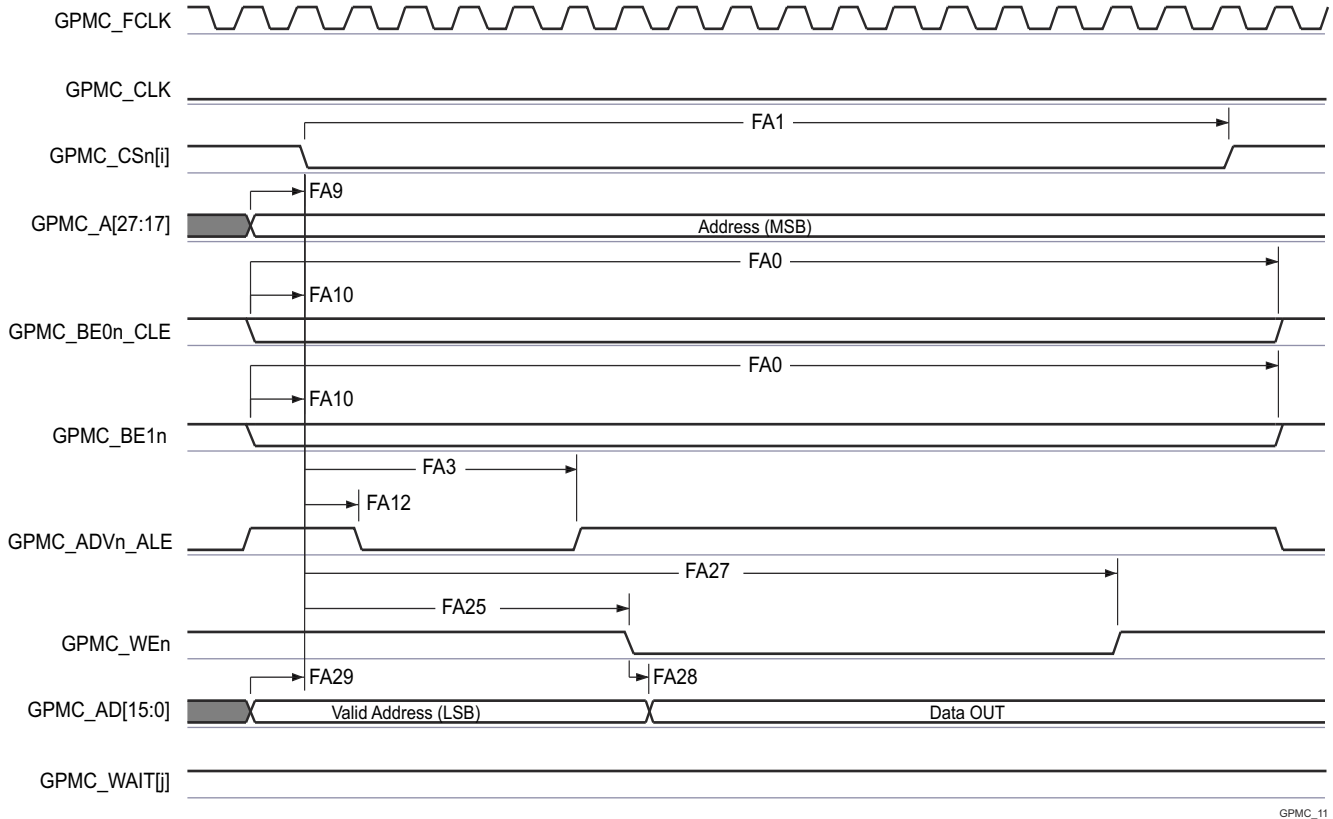 GPMC_FCLK
GPMC_CLK
FA1
GPMC_CSn[i]
FA9
GPMC_A[27:17]
Address (MSB)
FA0
FA10
GPMC_BE0n_CLE
FA0
FA10
GPMC_BE1n
FA3
FA12
GPMC_ADVn_ALE
FA27
FA25
GPMC_WEn
FA29
FA28
GPMC_AD[15:0]
Valid Address (LSB)
Data OUT
GPMC_WAIT[j]
GPMC_11